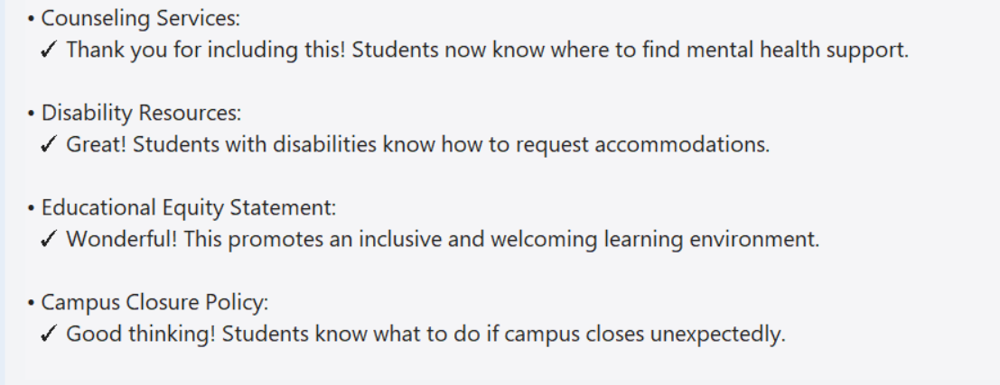 • Counseling Services:
✓ Thank you for including this! Students now know where to find mental health support.
• Disability Resources:
✓ Great! Students with disabilities know how to request accommodations.
• Educational Equity Statement:
✓ Wonderful! This promotes an inclusive and welcoming learning environment.
• Campus Closure Policy:
✓ Good thinking! Students know what to do if campus closes unexpectedly.